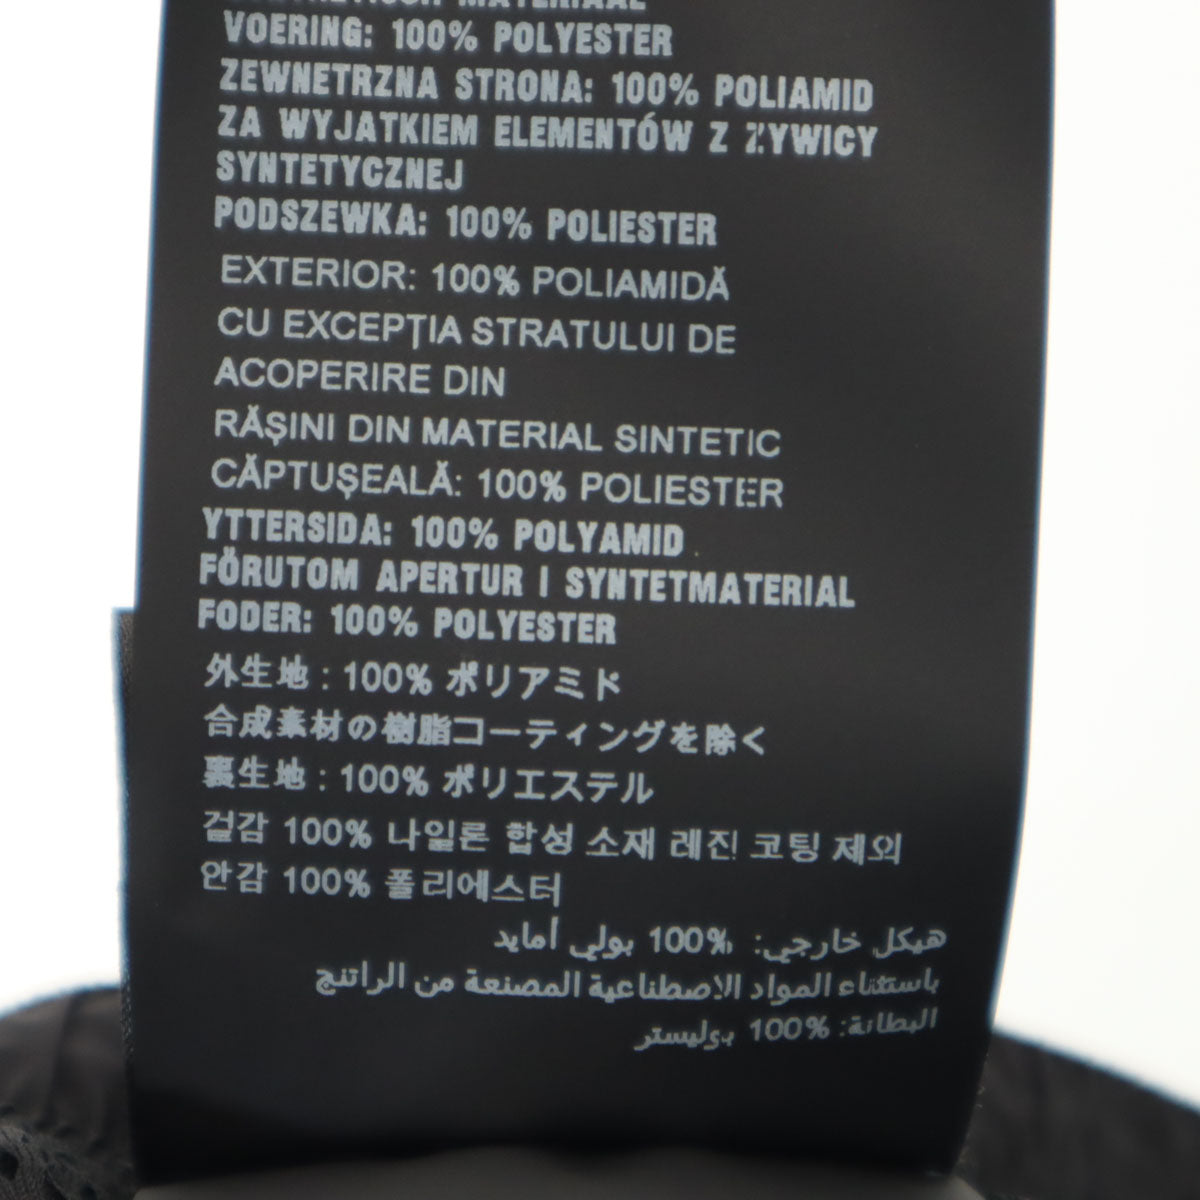 MATERIAAL
VOERING: 100% POLYESTER
ZEWNETRZNA STRONA: 100% POLIAMID
ZA WYJATKIEM ELEMENTÓW Z ŻYWICY
SYNTETYCZNEJ
PODSZEWKA: 100% POLIESTER
EXTERIOR: 100% POLIAMIDĂ
CU EXCEPȚIA STRATULUI DE
ACOPERIRE DIN
RĂȘINI DIN MATERIAL SINTETIC
CĂPTUȘEALĂ: 100% POLIESTER
YTTERSIDA: 100% POLYAMID
FÖRUTOM APERTUR I SYNTETMATERIAL
FODER: 100% POLYESTER
外生地 : 100% ポリアミド
合成素材の樹脂コーティングを除く
裏生地 : 100% ポリエステル
겉감 100% 나일론 합성 소재 레진 코팅 제외
안감 100% 폴리에스터
هيكل خارجي: %100 بولي أمايد
باستثناء المواد الاصطناعية المصنعة من الراتنج
البطانة: %100 بوليستر